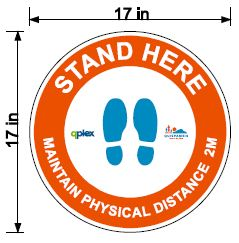 17 in
17 in
STAND HERE
qplex
MAINTAIN PHYSICAL DISTANCE 2M